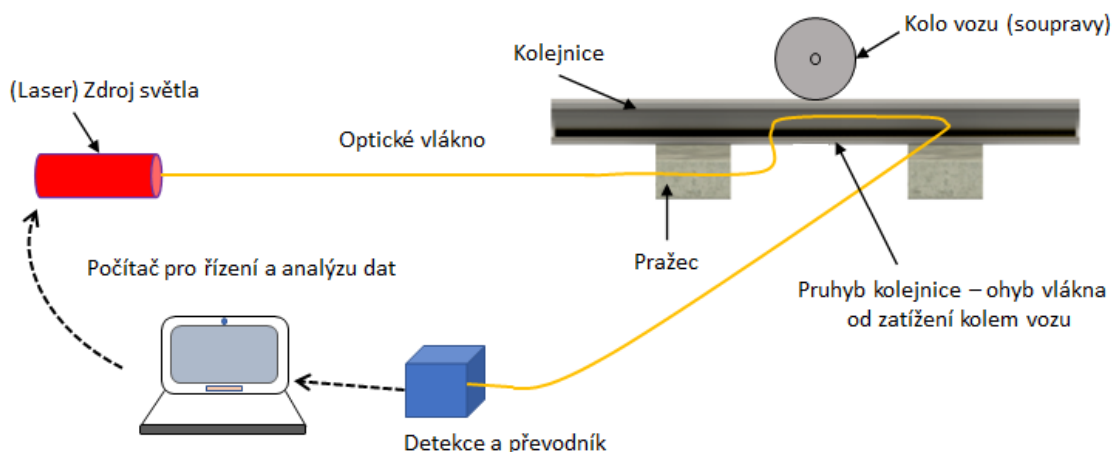 Kolo vozu (soupravy)
Kolejnice
(Laser) Zdroj světla
Optické vlákno
Pražec
Počítač pro řízení a analýzu dat
Pruhyb kolejnice – ohyb vlákna
od zatížení kolem vozu
Detekce a převodník